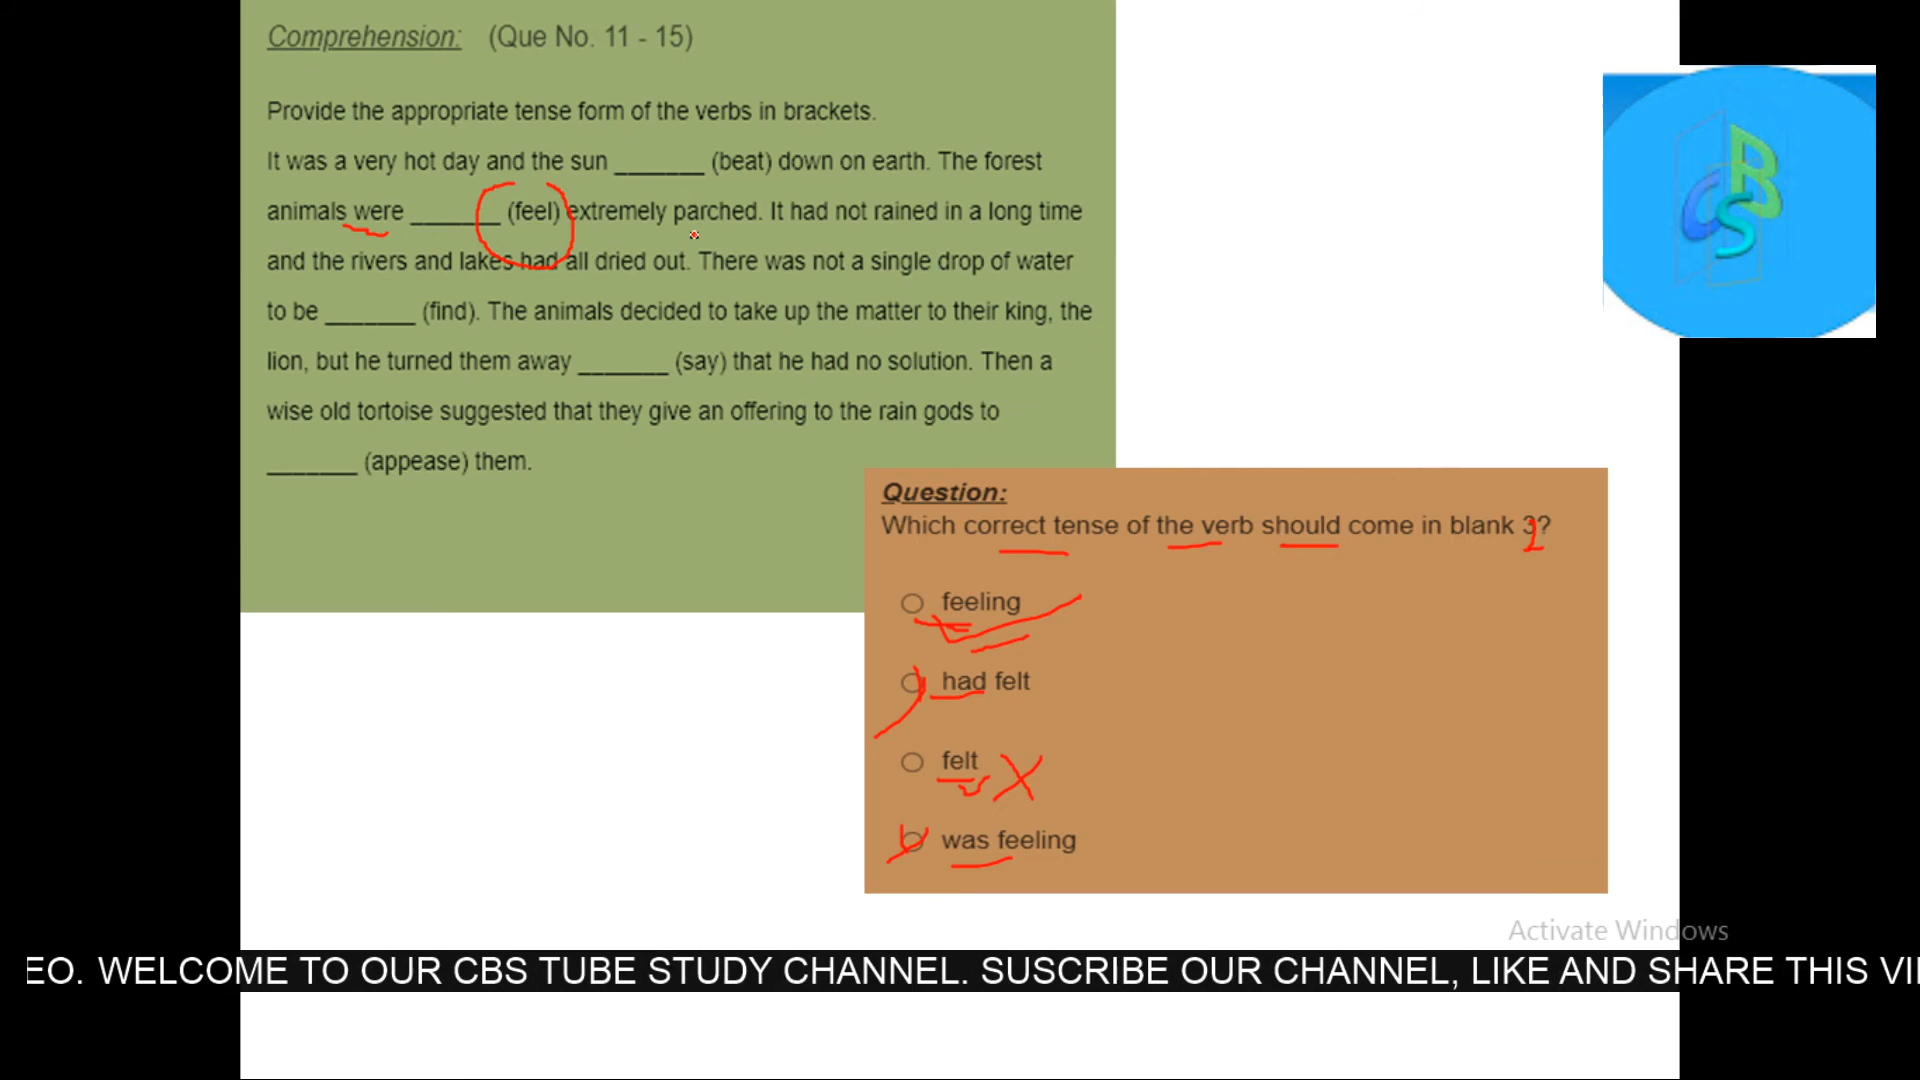 Comprehension: (Que No. 11 - 15)
Provide the appropriate tense form of the verbs in brackets.
It was a very hot day and the sun _______ (beat) down on earth. The forest
animals were _______ (feel) extremely parched. It had not rained in a long time
and the rivers and lakes had all dried out. There was not a single drop of water
to be _______ (find). The animals decided to take up the matter to their king, the
lion, but he turned them away _______ (say) that he had no solution. Then a
wise old tortoise suggested that they give an offering to the rain gods to
_______ (appease) them.
CBS
Question:
Which correct tense of the verb should come in blank 3?
feeling
had felt
felt
was feeling
Activate Windows
EO. WELCOME TO OUR CBS TUBE STUDY CHANNEL. SUSCRIBE OUR CHANNEL, LIKE AND SHARE THIS VI